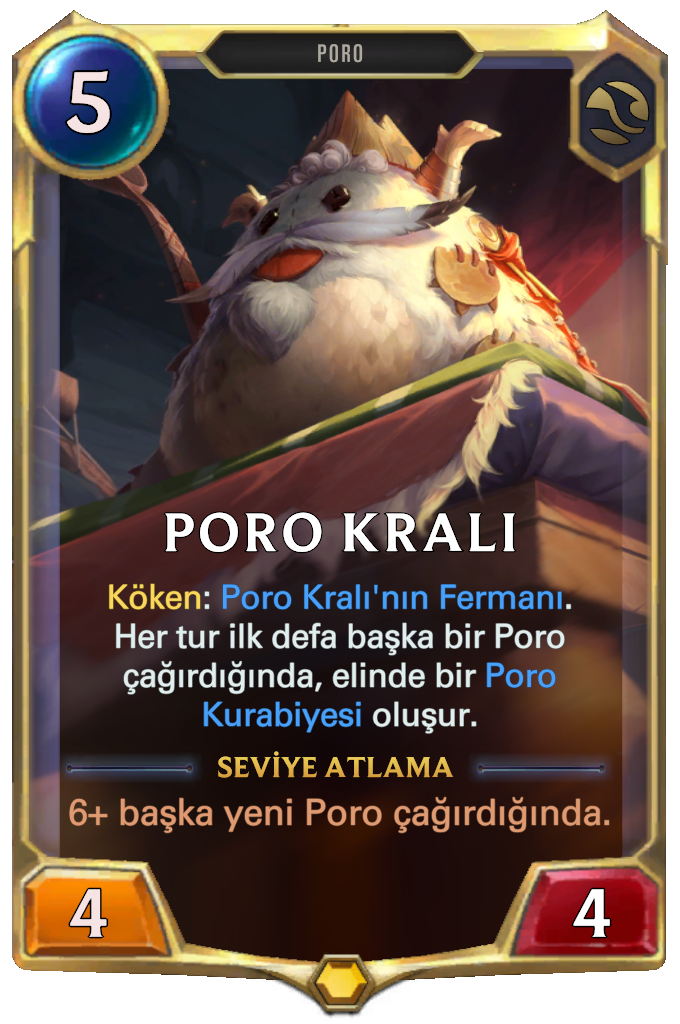 PORO
5
PORO KRALI
Köken: Poro Kralı'nın Fermanı.
Her tur ilk defa başka bir Poro
çağırdığında, elinde bir Poro
Kurabiyesi oluşur.
SEVİYE ATLAMA
6+ başka yeni Poro çağırdığında.
4
4